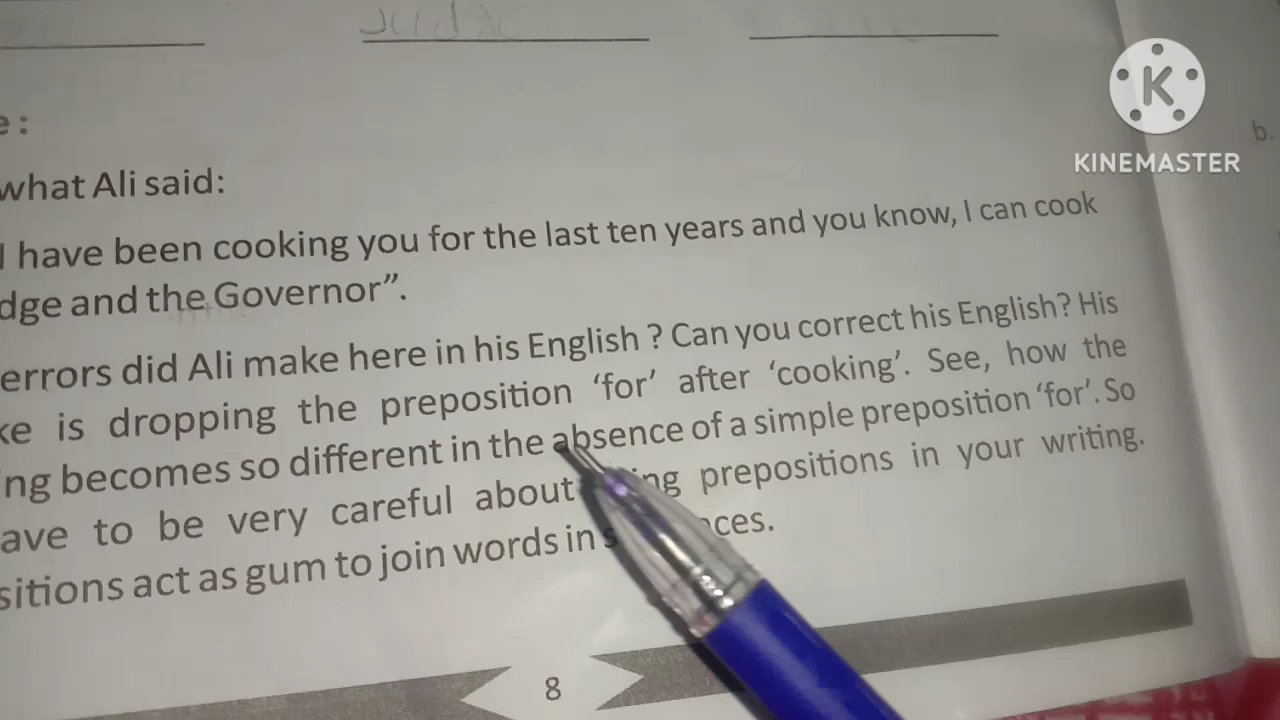 KINEMASTER
b.
e :
what Ali said:
I have been cooking you for the last ten years and you know, I can cook
dge and the Governor”.
errors did Ali make here in his English ? Can you correct his English? His
ke is dropping the preposition ‘for’ after ‘cooking’. See, how the
ng becomes so different in the absence of a simple preposition ‘for’. So
ave to be very careful about prepositions in your writing.
sitions act as gum to join words in
8